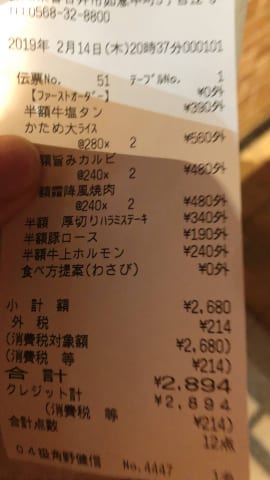 TEL0568-32-8800
2019年 2月14日(木)20時37分000101
伝票No. 51 テーブルNo. 1
【ファーストオーダー】 ¥0外
半額牛塩タン ¥390外
かため大ライス
@280× 2 ¥560外
額旨みカルビ
@240× 2 ¥480外
額霜降風焼肉
@240× 2 ¥480外
半額 厚切りハラミステーキ ¥340外
半額豚ロース ¥190外
半額牛上ホルモン ¥240外
食べ方提案(わさび) ¥0外
小 計 額 ¥2,680
外 税 ¥214
(消費税対象額 ¥2,680)
(消費税 等 ¥214)
合 計 ¥2,894
クレジット計 ¥2,894
(消費税 等 ¥214)
合計点数 12点
No.4447